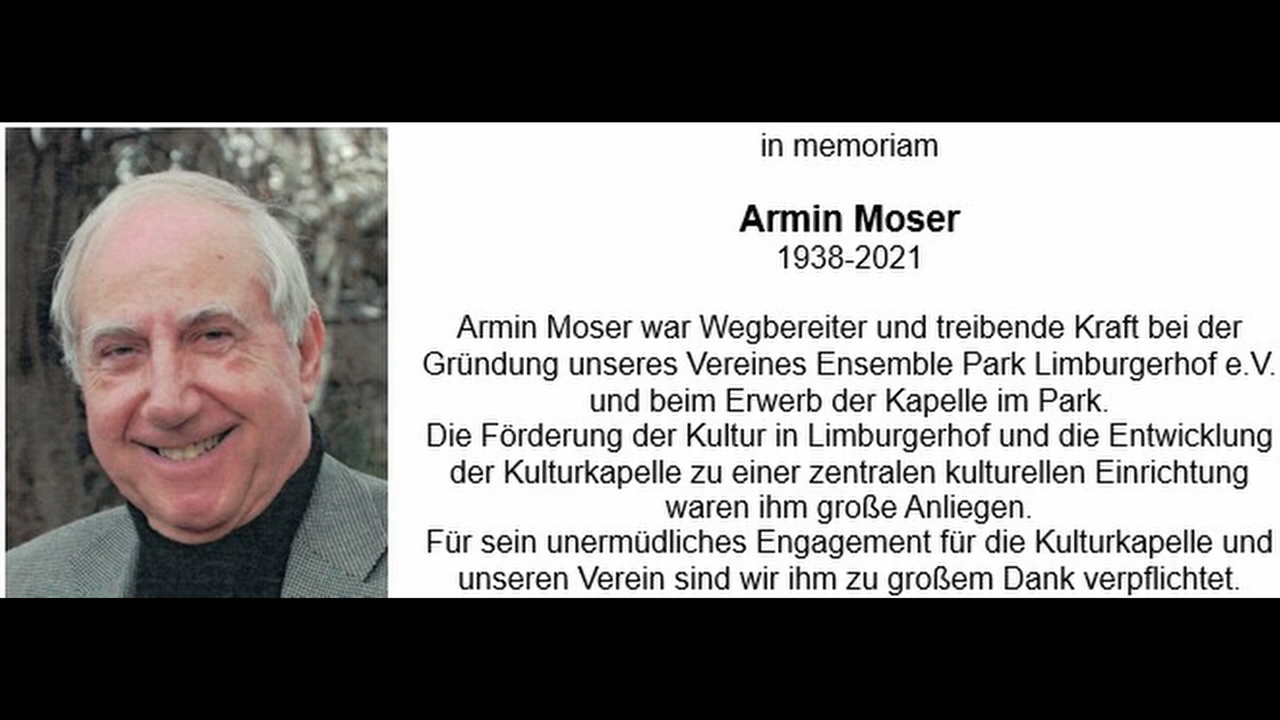 in memoriam
Armin Moser
1938-2021
Armin Moser war Wegbereiter und treibende Kraft bei der
Gründung unseres Vereines Ensemble Park Limburgerhof e.V.
und beim Erwerb der Kapelle im Park.
Die Förderung der Kultur in Limburgerhof und die Entwicklung
der Kulturkapelle zu einer zentralen kulturellen Einrichtung
waren ihm große Anliegen.
Für sein unermüdliches Engagement für die Kulturkapelle und
unseren Verein sind wir ihm zu großem Dank verpflichtet.